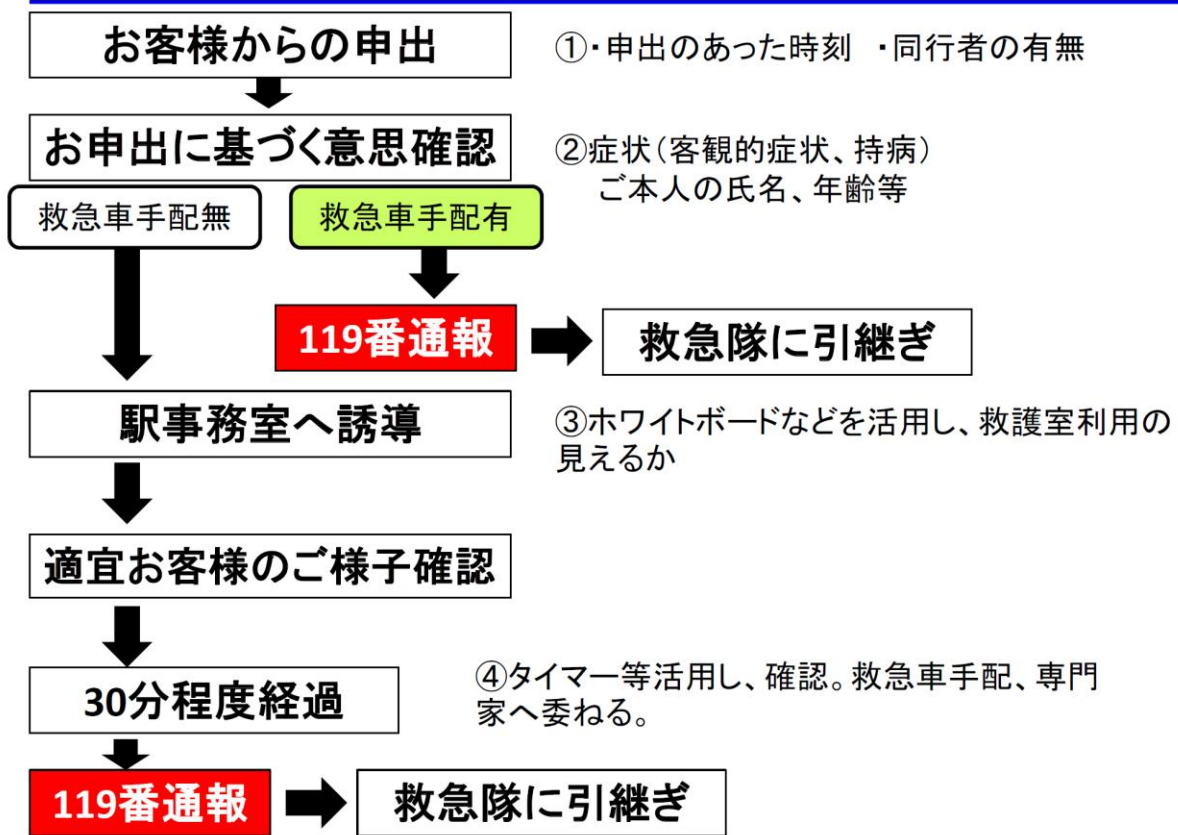 お客様からの申出
①・申出のあった時刻 ・同行者の有無
お申出に基づく意思確認
②症状(客観的症状、持病)
ご本人の氏名、年齢等
救急車手配無
救急車手配有
119番通報
救急隊に引継ぎ
駅事務室へ誘導
③ホワイトボードなどを活用し、救護室利用の
見えるか
適宜お客様のご様子確認
30分程度経過
④タイマー等活用し、確認。救急車手配、専門
家へ委ねる。
119番通報
救急隊に引継ぎ